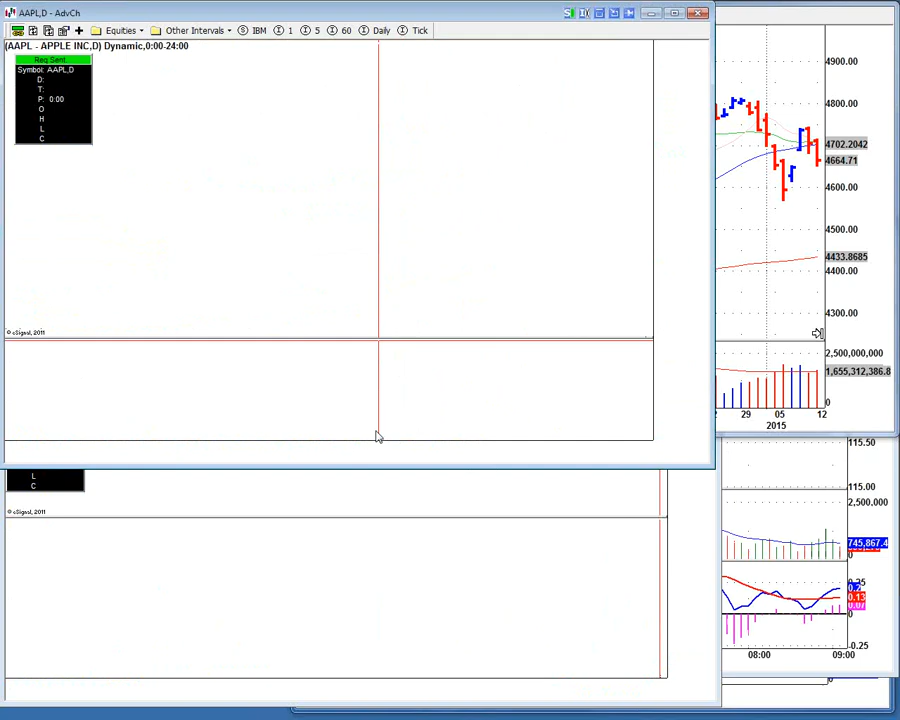 AAPL,D - AdvCh
Equities Other Intervals IBM 1 5 60 Daily Tick
(AAPL - APPLE INC,D) Dynamic,0:00-24:00
Req Sent.
Symbol: AAPL,D
D:
T:
P: 0:00
O
H
L
C
© eSignal, 2011
4900.00
4800.00
4702.2042
4664.71
4600.00
4500.00
4433.8685
4400.00
4300.00
2,500,000,000
1,655,312,386.8
0
29 05 12
2015
L
C
© eSignal, 2011
115.50
115.00
2,500.000
745,867.4
0.25
0.13
0.07
0
-0.25
08:00 09:00